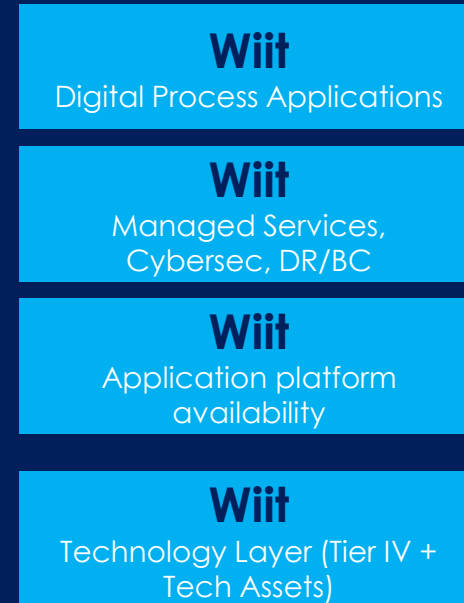 Wiit
Digital Process Applications
Wiit
Managed Services,
Cybersec, DR/BC
Wiit
Application platform
availability
Wiit
Technology Layer (Tier IV +
Tech Assets)